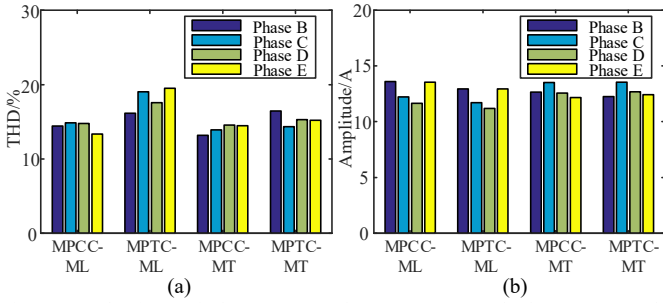 30
20
10
0
THD/%
Phase B
Phase C
Phase D
Phase E
MPCC-
ML
MPTC-
ML
MPCC-
MT
MPTC-
MT
(a)
20
15
10
5
0
Amplitude/A
Phase B
Phase C
Phase D
Phase E
MPCC-
ML
MPTC-
ML
MPCC-
MT
MPTC-
MT
(b)